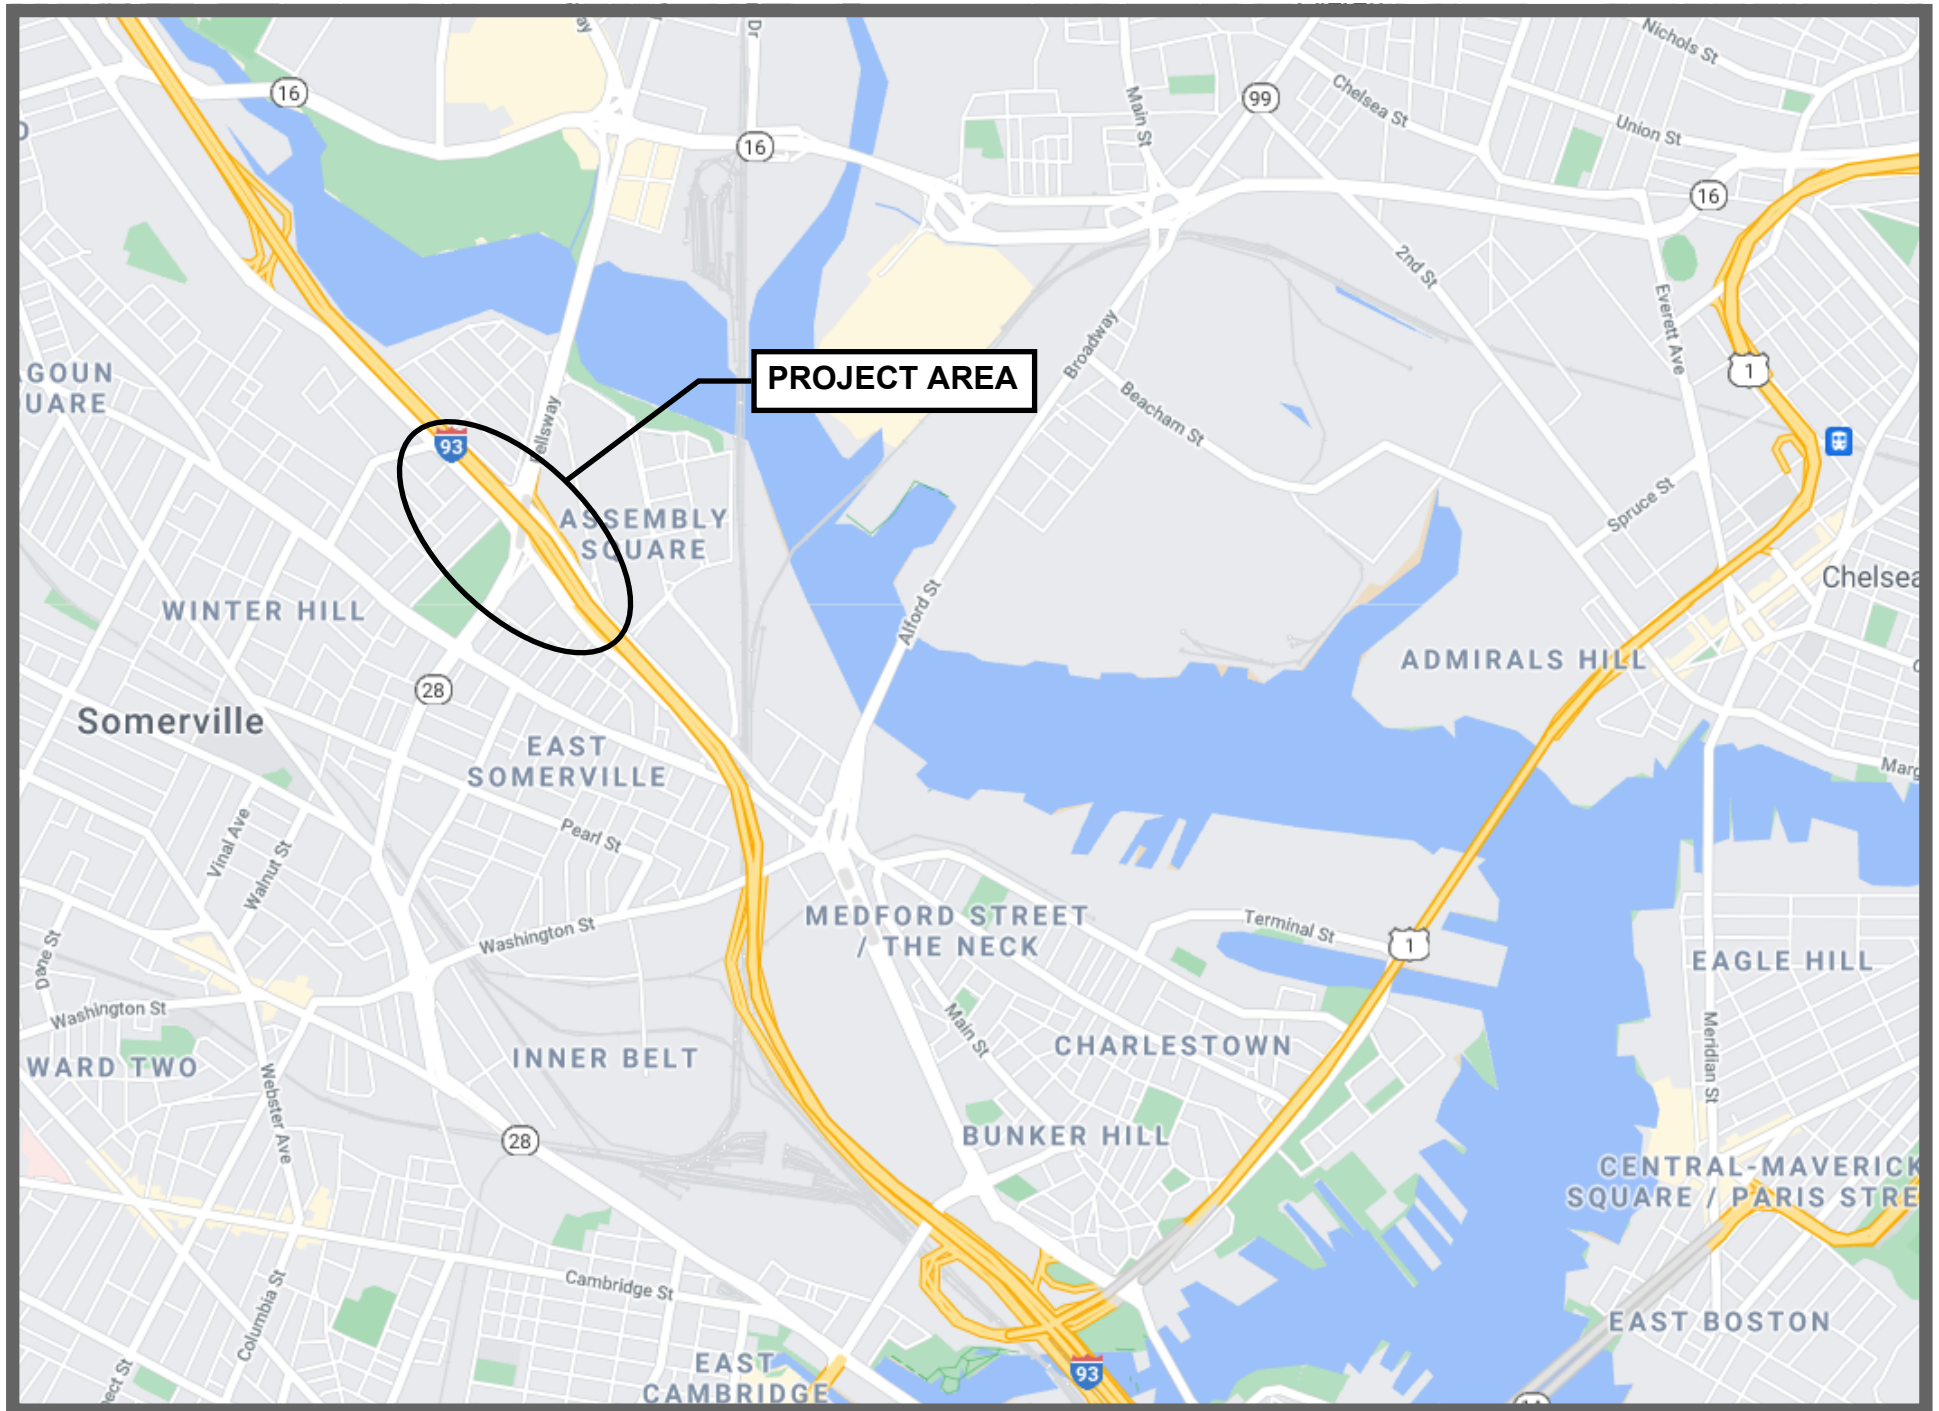 Nichols St
16
Dr
99
Chelsea St
Main St
Union St
16
16
2nd St
Everett Ave
Broadway
1
GOUN
UARE
PROJECT AREA
Beacham St
93
ellsway
Spruce St
ASSEMBLY
SQUARE
Chelsea
Alford St
WINTER HILL
ADMIRALS HILL
28
Somerville
EAST
SOMERVILLE
Marg
Pearl St
Vinal Ave
Walnut St
MEDFORD STREET
/ THE NECK
Terminal St
1
Washington St
Dane St
EAGLE HILL
Washington St
Main St
CHARLESTOWN
Meridian St
INNER BELT
WARD TWO
Webster Ave
28
BUNKER HILL
CENTRAL-MAVERICK
SQUARE / PARIS STRE
Cambridge St
Columbia St
EAST BOSTON
EAST
CAMBRIDGE
93
pect St